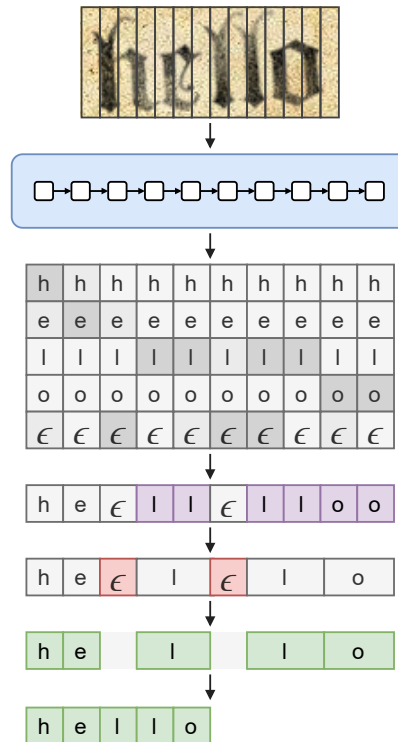 hello
h h h h h h h h h h
e e e e e e e e e e
l l l l l l l l l l
o o o o o o o o o o
ϵ ϵ ϵ ϵ ϵ ϵ ϵ ϵ ϵ ϵ
h e ϵ l l ϵ l l o o
h e ϵ l ϵ l o
h e l l o
h e l l o